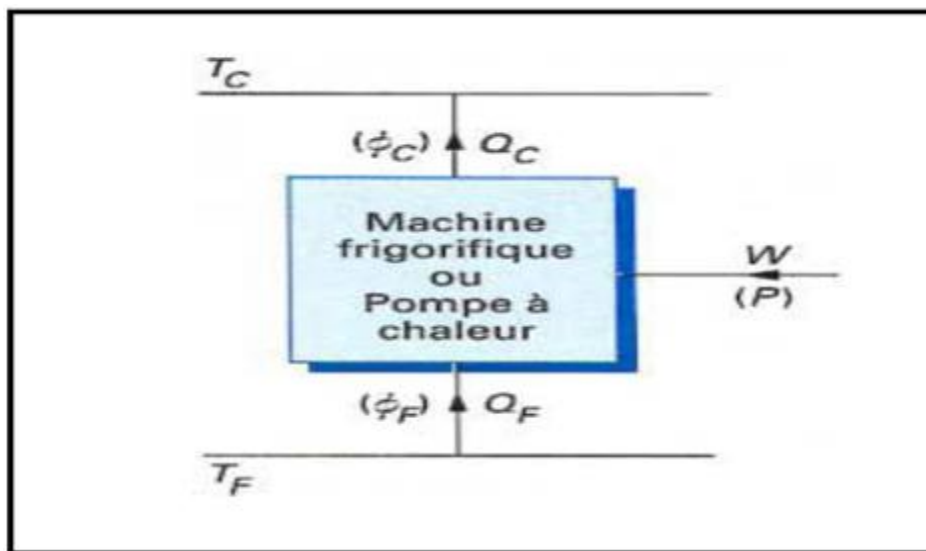 T_C
(ϕ_C) Q_C
Machine
frigorifique
ou
Pompe à
chaleur
W
(P)
(ϕ_F) Q_F
T_F